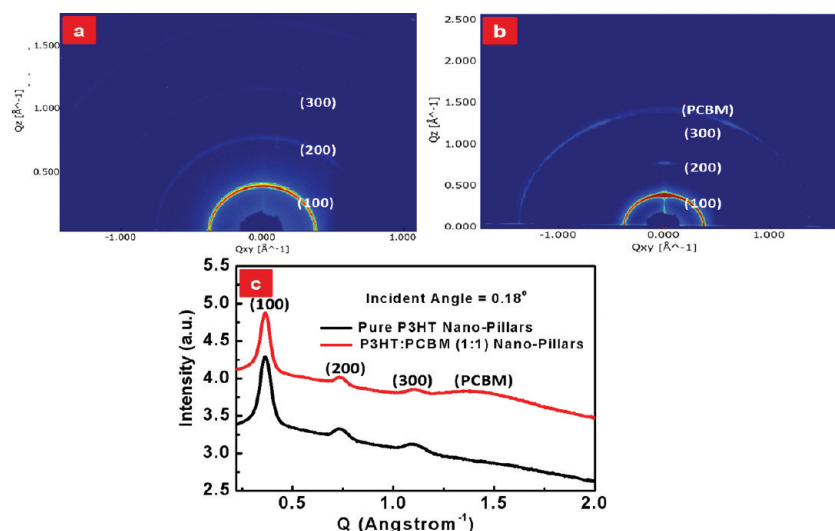 a
1.500
1.000
0.500
Qz [Å^-1]
(300)
(200)
(100)
-1.000
0.000
1.000
Qxy [Å^-1]
b
2.500
2.000
1.500
1.000
0.500
0.000
Qz [Å^-1]
(PCBM)
(300)
(200)
(100)
-1.000
0.000
1.000
Qxy [Å^-1]
c
Incident Angle = 0.18°
Pure P3HT Nano-Pillars
P3HT:PCBM (1:1) Nano-Pillars
(100)
(200)
(300)
(PCBM)
5.5
5.0
4.5
4.0
3.5
3.0
2.5
Intensity (a.u.)
0.5
1.0
1.5
2.0
Q (Angstrom⁻¹)